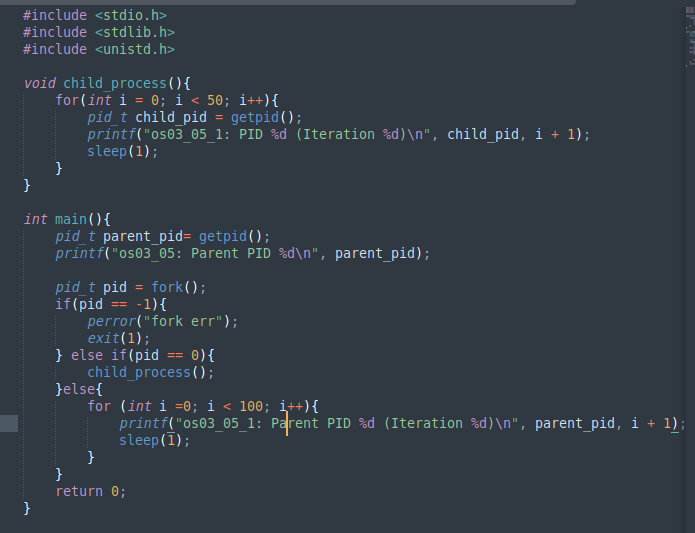 #include <stdio.h>
#include <stdlib.h>
#include <unistd.h>

void child_process(){
    for(int i = 0; i < 50; i++){
        pid_t child_pid = getpid();
        printf("os03_05_1: PID %d (Iteration %d)\n", child_pid, i + 1);
        sleep(1);
    }
}

int main(){
    pid_t parent_pid= getpid();
    printf("os03_05: Parent PID %d\n", parent_pid);

    pid_t pid = fork();
    if(pid == -1){
        perror("fork err");
        exit(1);
    } else if(pid == 0){
        child_process();
    }else{
        for (int i =0; i < 100; i++){
            printf("os03_05_1: Parent PID %d (Iteration %d)\n", parent_pid, i + 1);
            sleep(1);
        }
    }
    return 0;
}